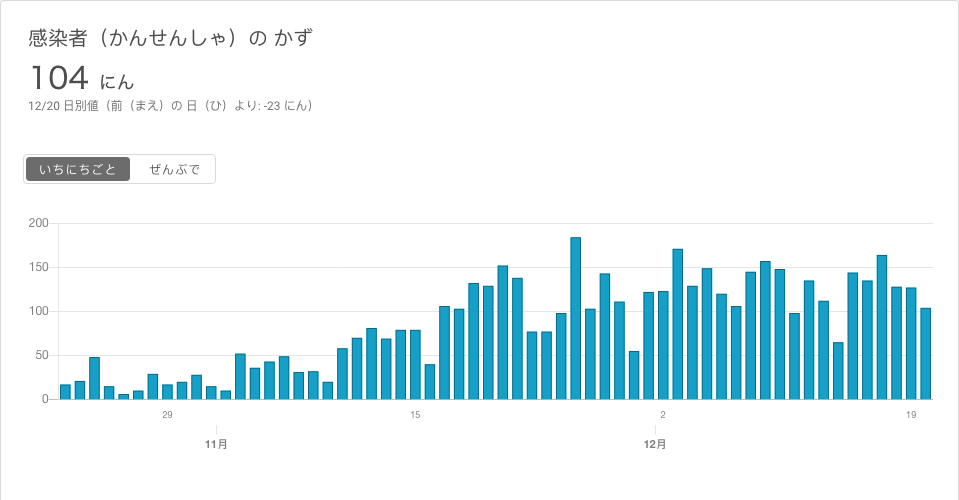 感染者（かんせんしゃ）の かず
104 にん
12/20 日別値（前（まえ）の 日（ひ）より: -23 にん）
いちにちごと ぜんぶで
200
150
100
50
0
29 15 2 19
11月 12月